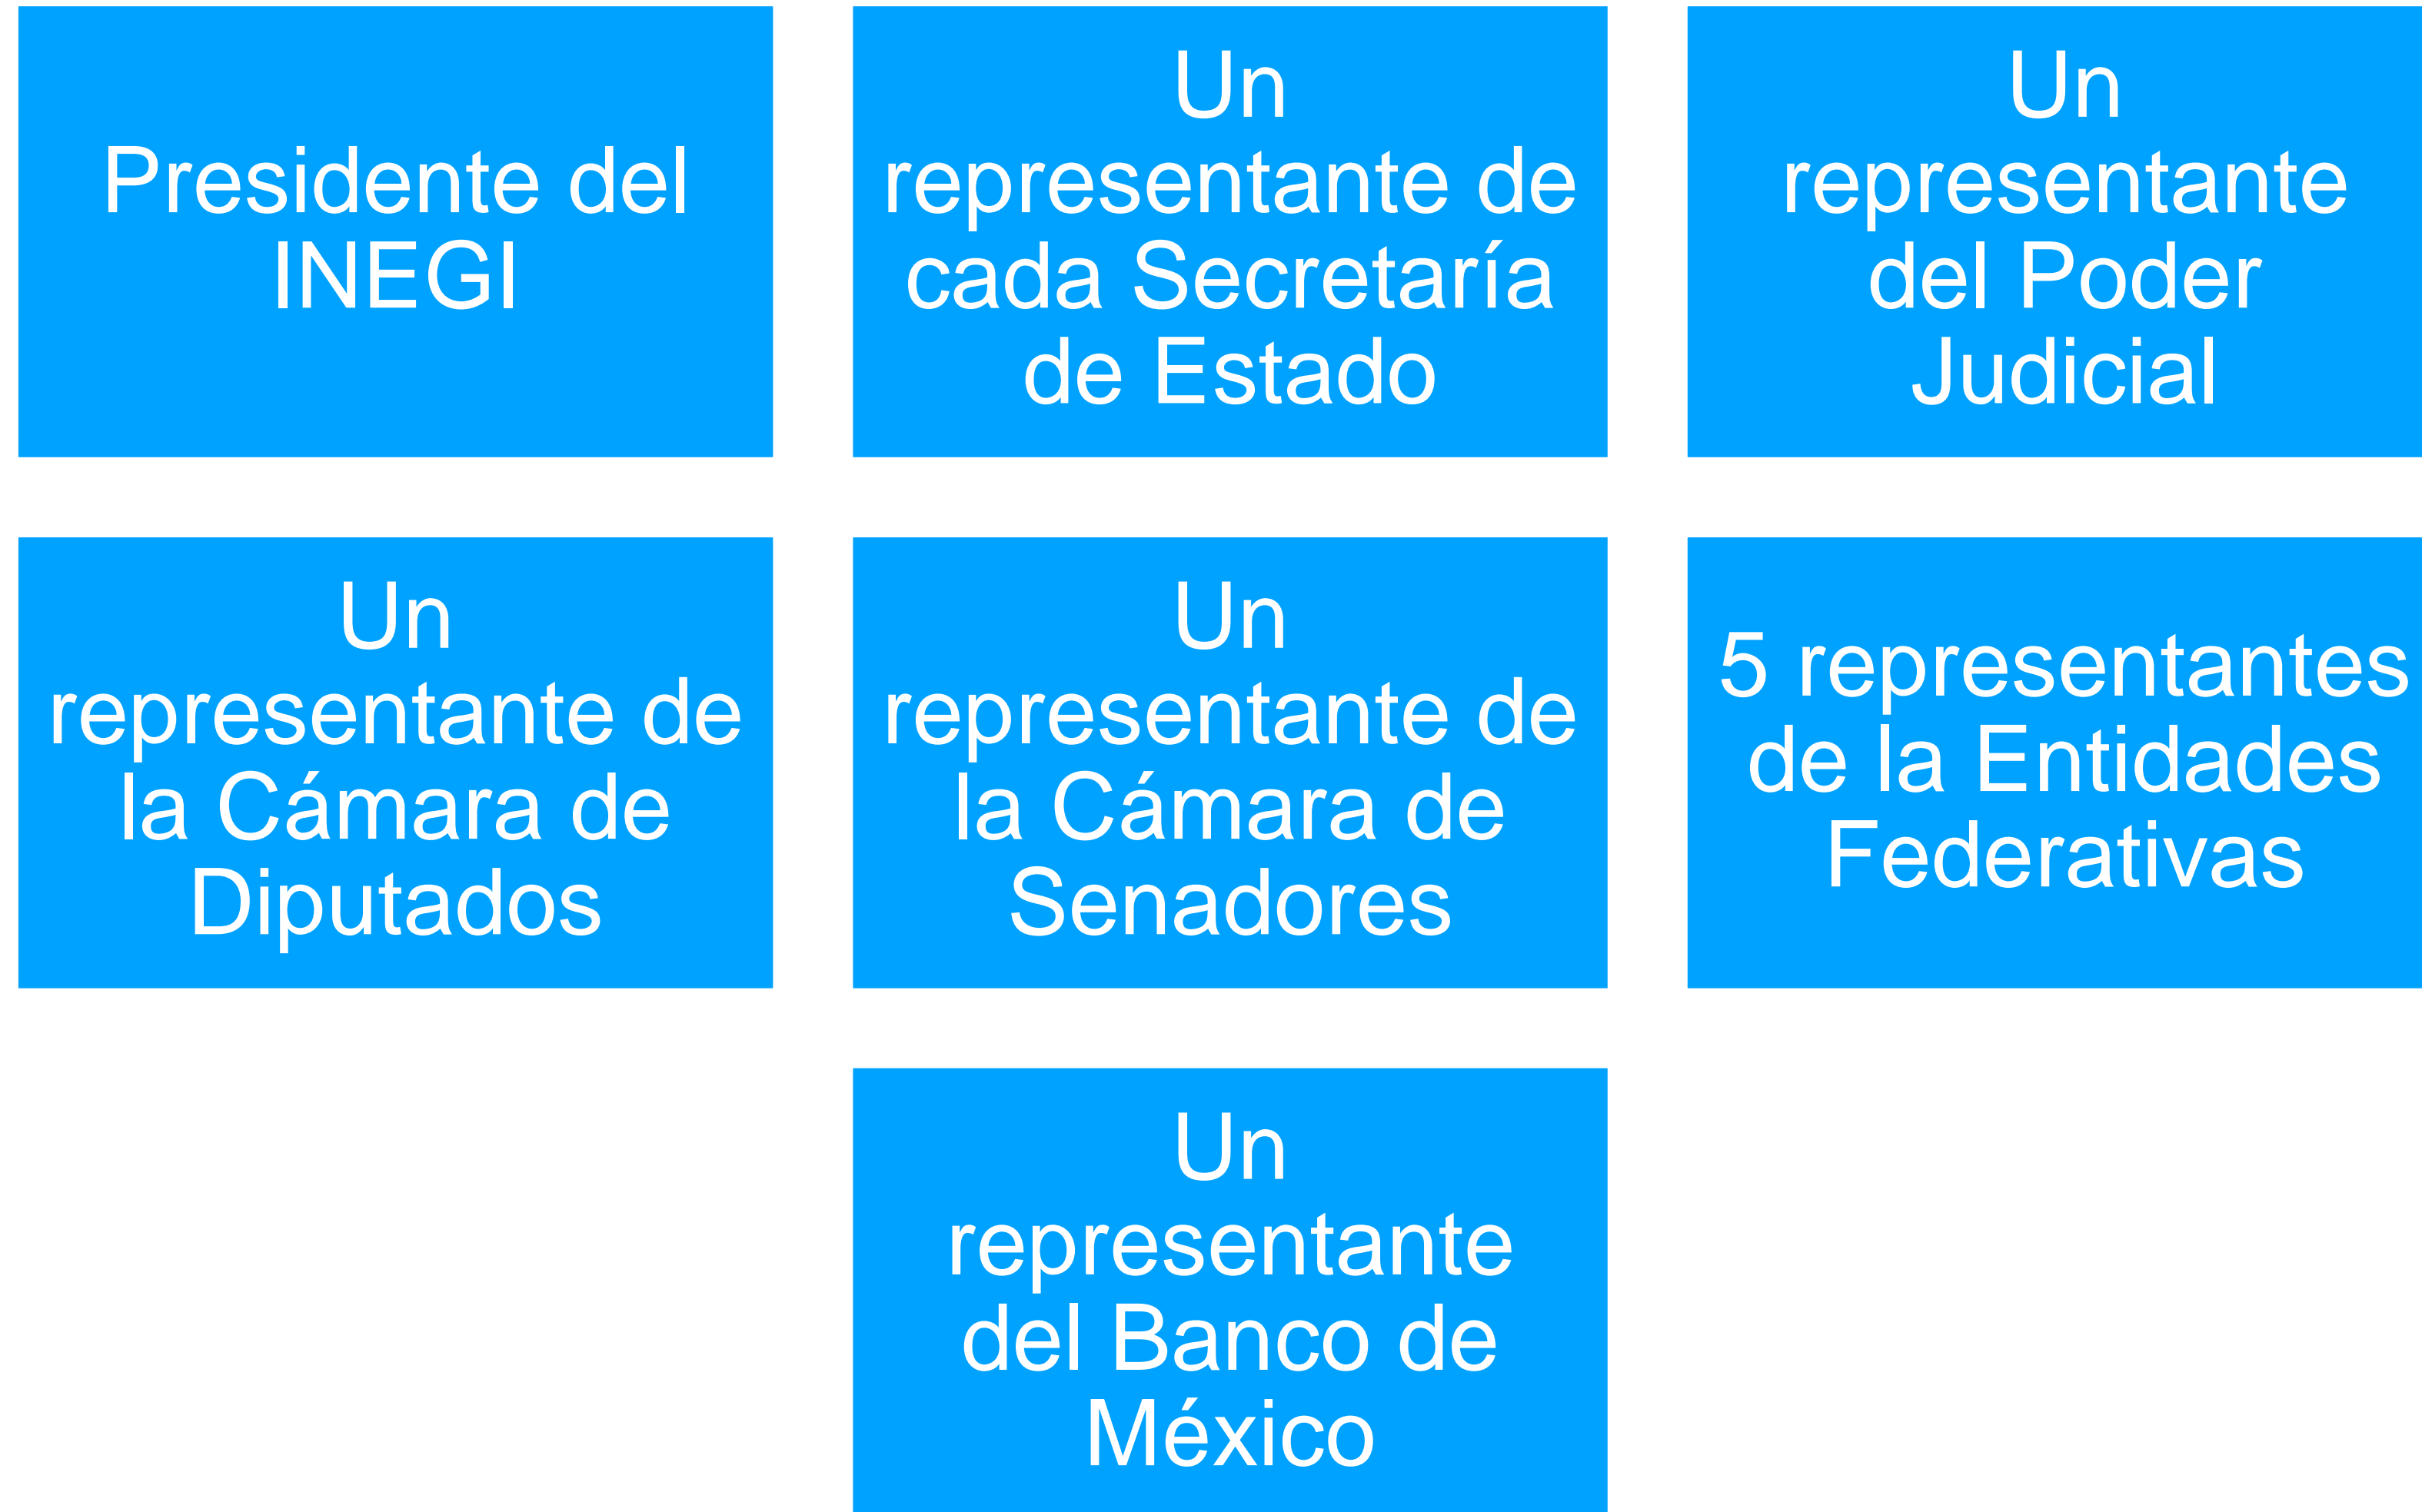 Presidente del
INEGI
Un
representante de
cada Secretaría
de Estado
Un
representante
del Poder
Judicial
Un
representante de
la Cámara de
Diputados
Un
representante de
la Cámara de
Senadores
5 representantes
de la Entidades
Federativas
Un
representante
del Banco de
México